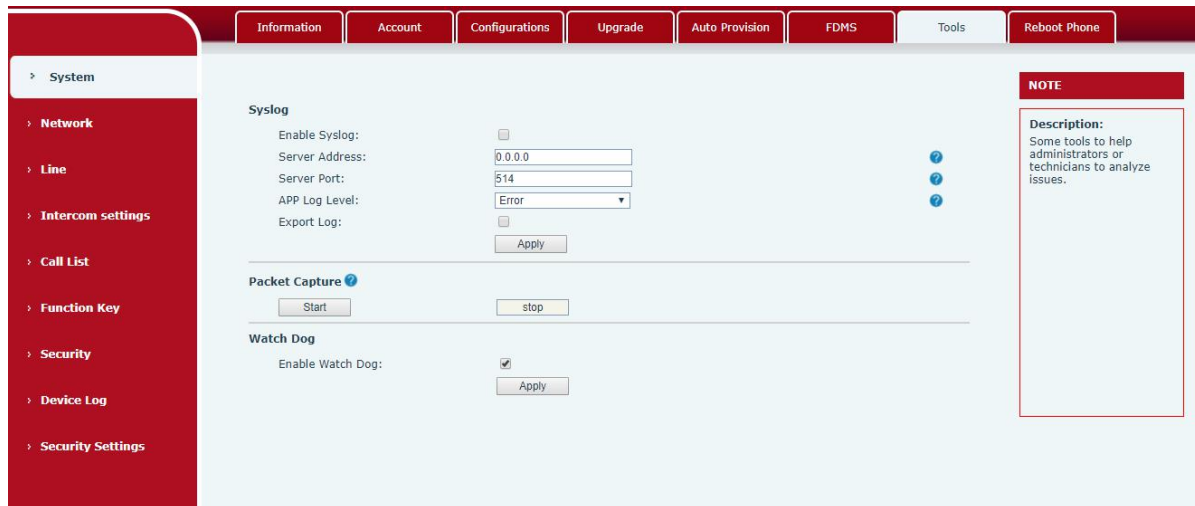 Information
Account
Configurations
Upgrade
Auto Provision
FDMS
Tools
Reboot Phone
› System
› Network
› Line
› Intercom settings
› Call List
› Function Key
› Security
› Device Log
› Security Settings
Syslog
Enable Syslog:
Server Address: 0.0.0.0
Server Port: 514
APP Log Level: Error
Export Log:
Apply
Packet Capture
Start stop
Watch Dog
Enable Watch Dog:
Apply
NOTE
Description:
Some tools to help
administrators or
technicians to analyze
issues.